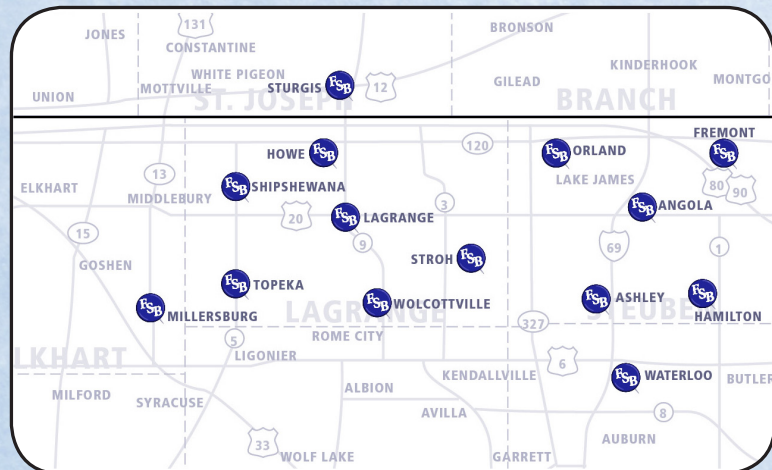 JONES
131
CONSTANTINE
BRONSON
KINDERHOOK
WHITE PIGEON
MOTTVILLE
STURGIS
FSB
12
GILEAD
MONTGO
UNION
ST. JOSEPH
BRANCH
FREMONT
HOWE
FSB
120
FSB
ORLAND
FSB
13
ELKHART
MIDDLEBURY
FSB
SHIPSHEWANA
LAKE JAMES
80
90
20
FSB
LAGRANGE
3
FSB
ANGOLA
15
9
69
1
GOSHEN
STROH
FSB
FSB
TOPEKA
FSB
MILLERSBURG
LAGRANGE
FSB
WOLCOTTVILLE
FSB
ASHLEY
STEUBEN
FSB
HAMILTON
327
ROME CITY
5
LIGONIER
LKHART
6
KENDALLVILLE
FSB
WATERLOO
BUTLER
MILFORD
SYRACUSE
ALBION
AVILLA
8
33
WOLF LAKE
GARRETT
AUBURN